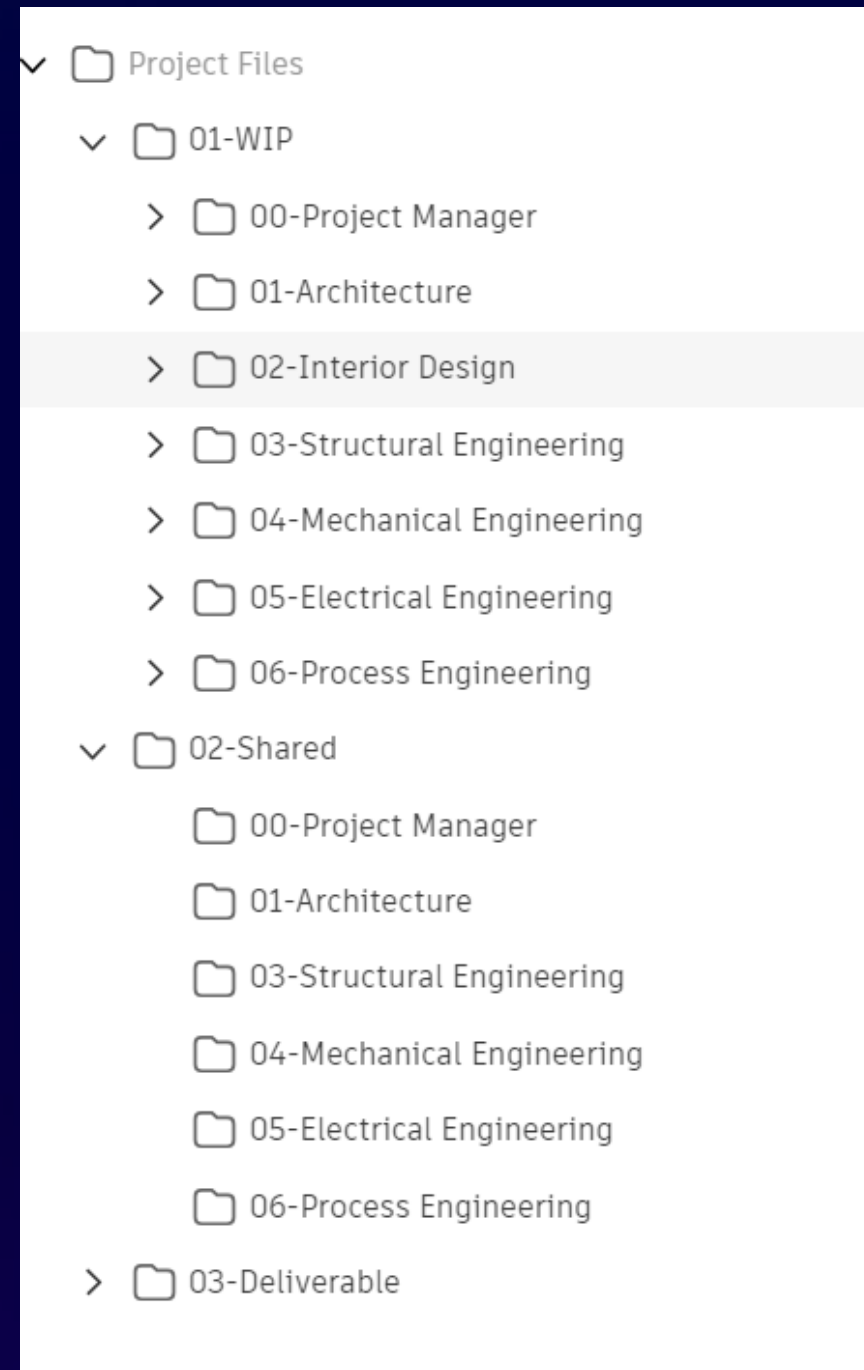 Project Files
01-WIP
00-Project Manager
01-Architecture
02-Interior Design
03-Structural Engineering
04-Mechanical Engineering
05-Electrical Engineering
06-Process Engineering
02-Shared
00-Project Manager
01-Architecture
03-Structural Engineering
04-Mechanical Engineering
05-Electrical Engineering
06-Process Engineering
03-Deliverable